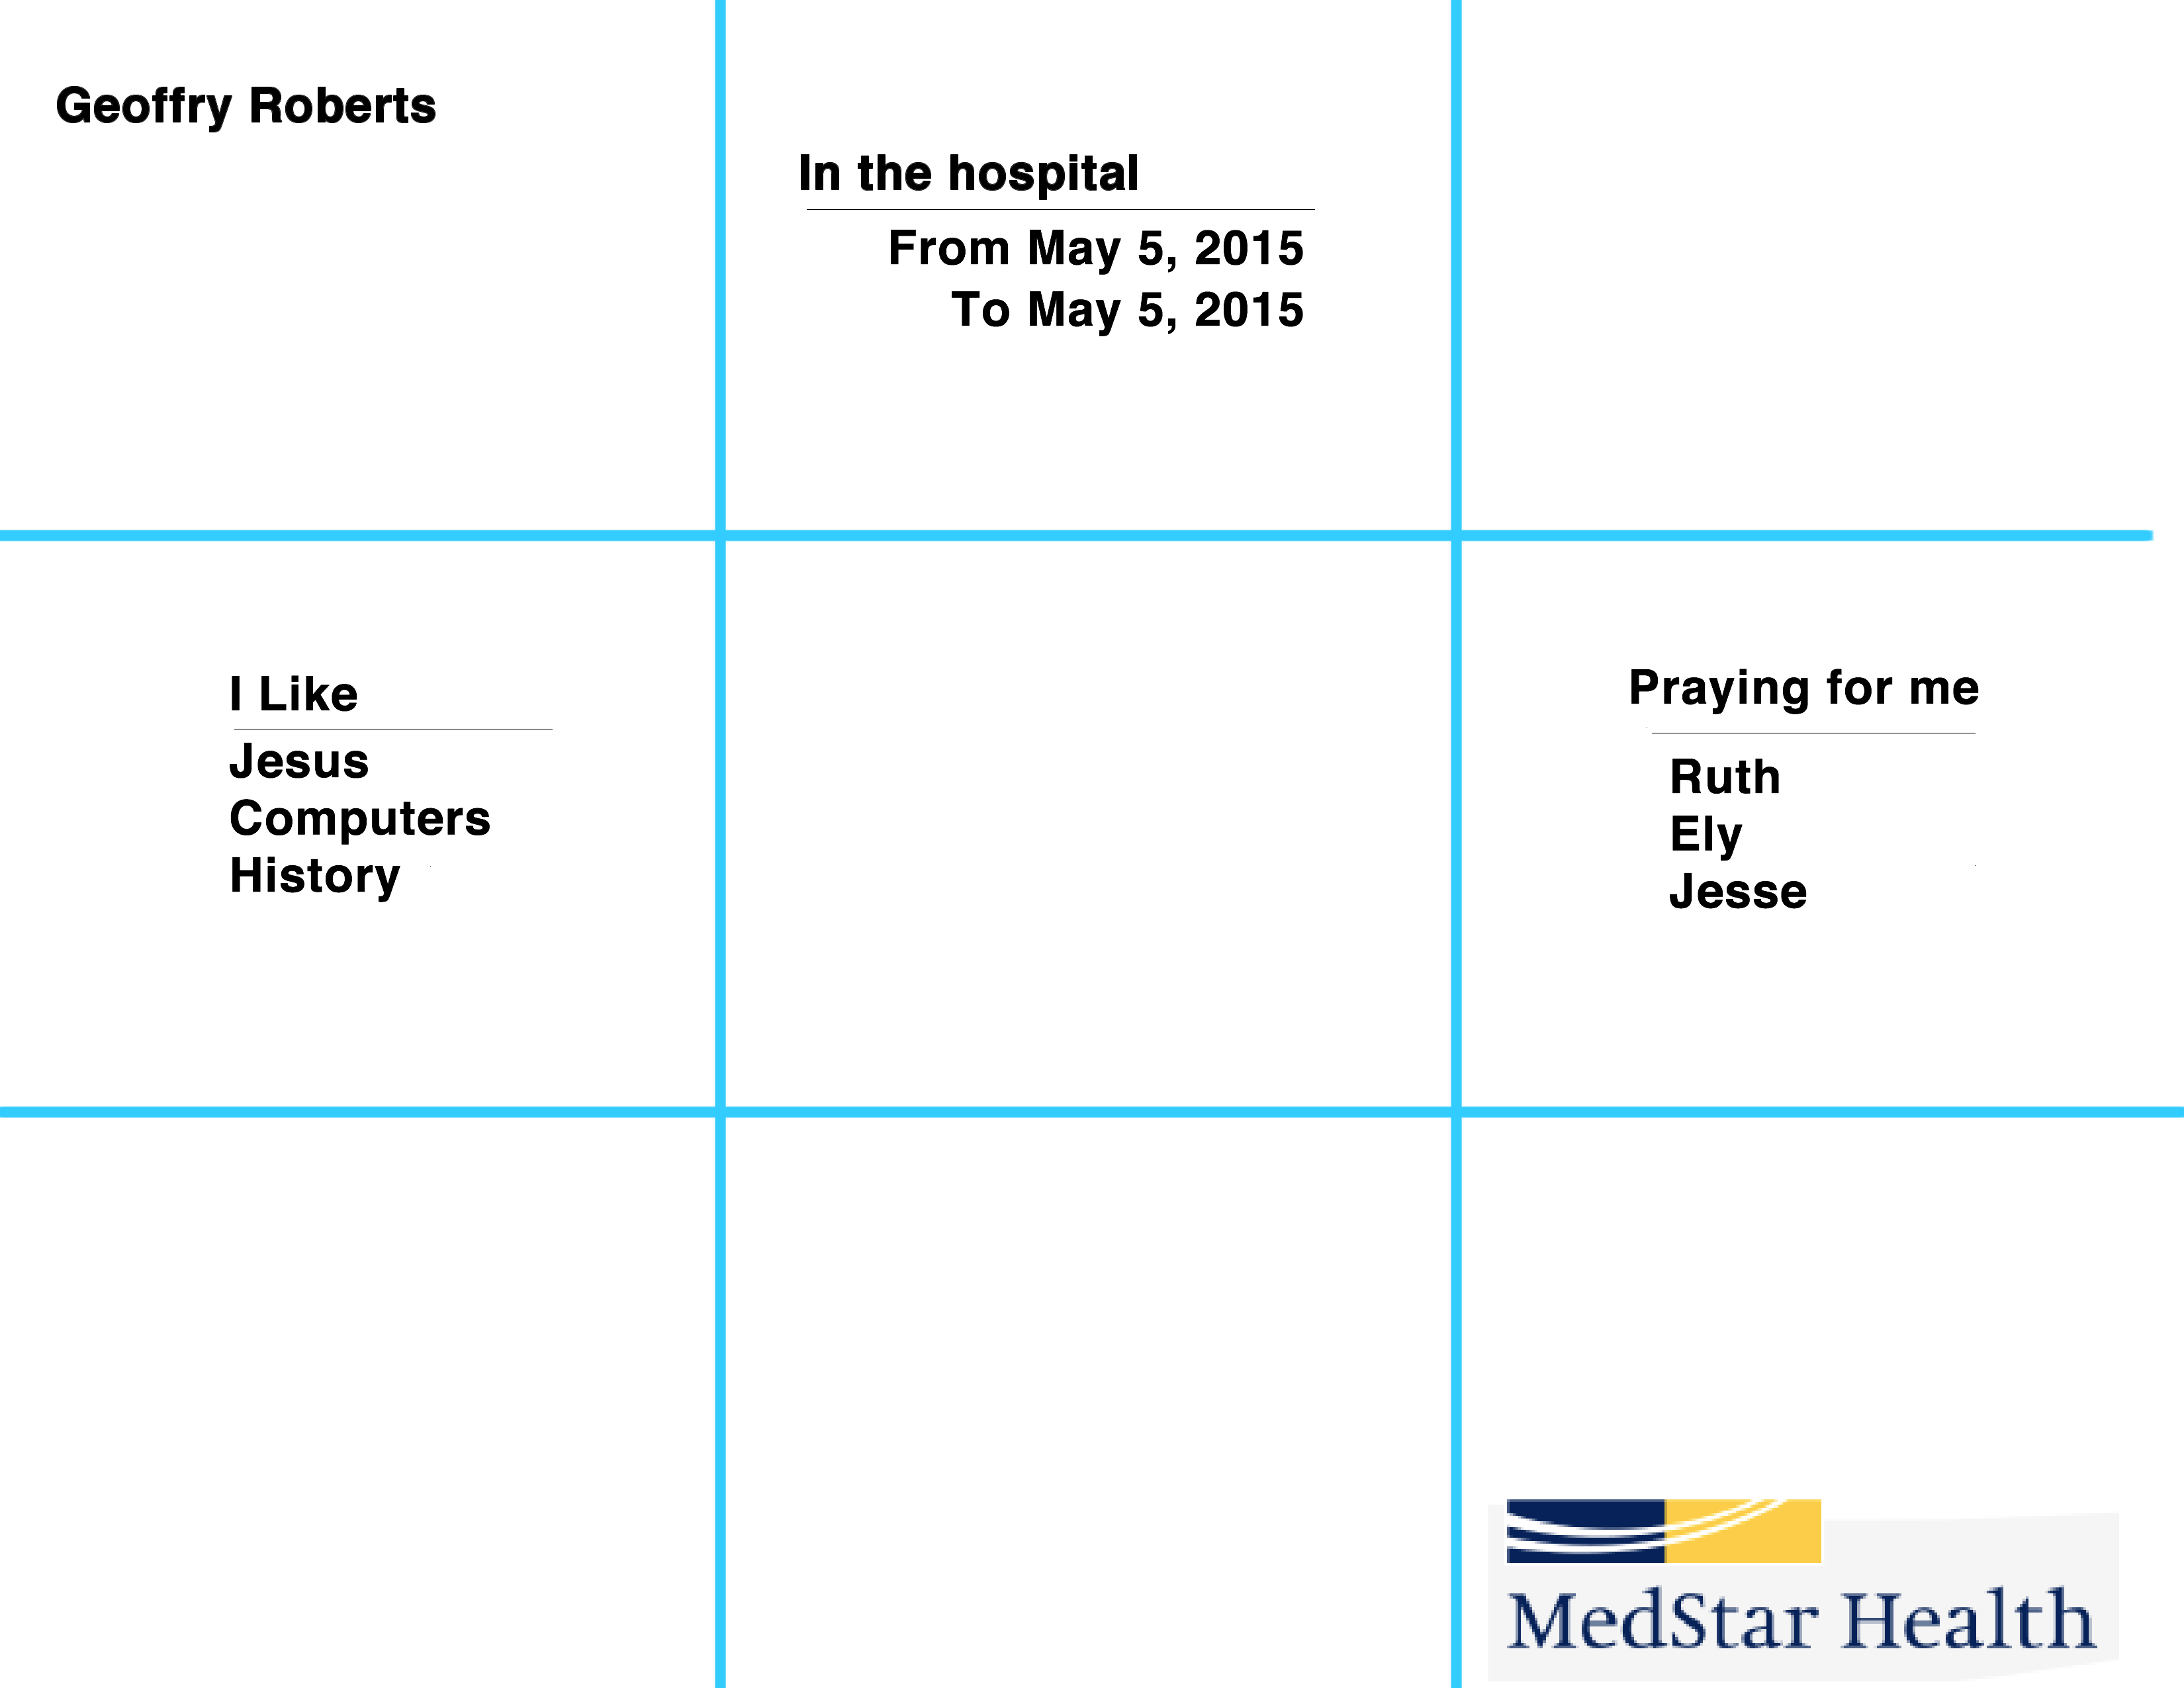 Geoffry Roberts
In the hospital
From May 5, 2015
To May 5, 2015
I Like
Jesus
Computers
History
Praying for me
Ruth
Ely
Jesse
MedStar Health